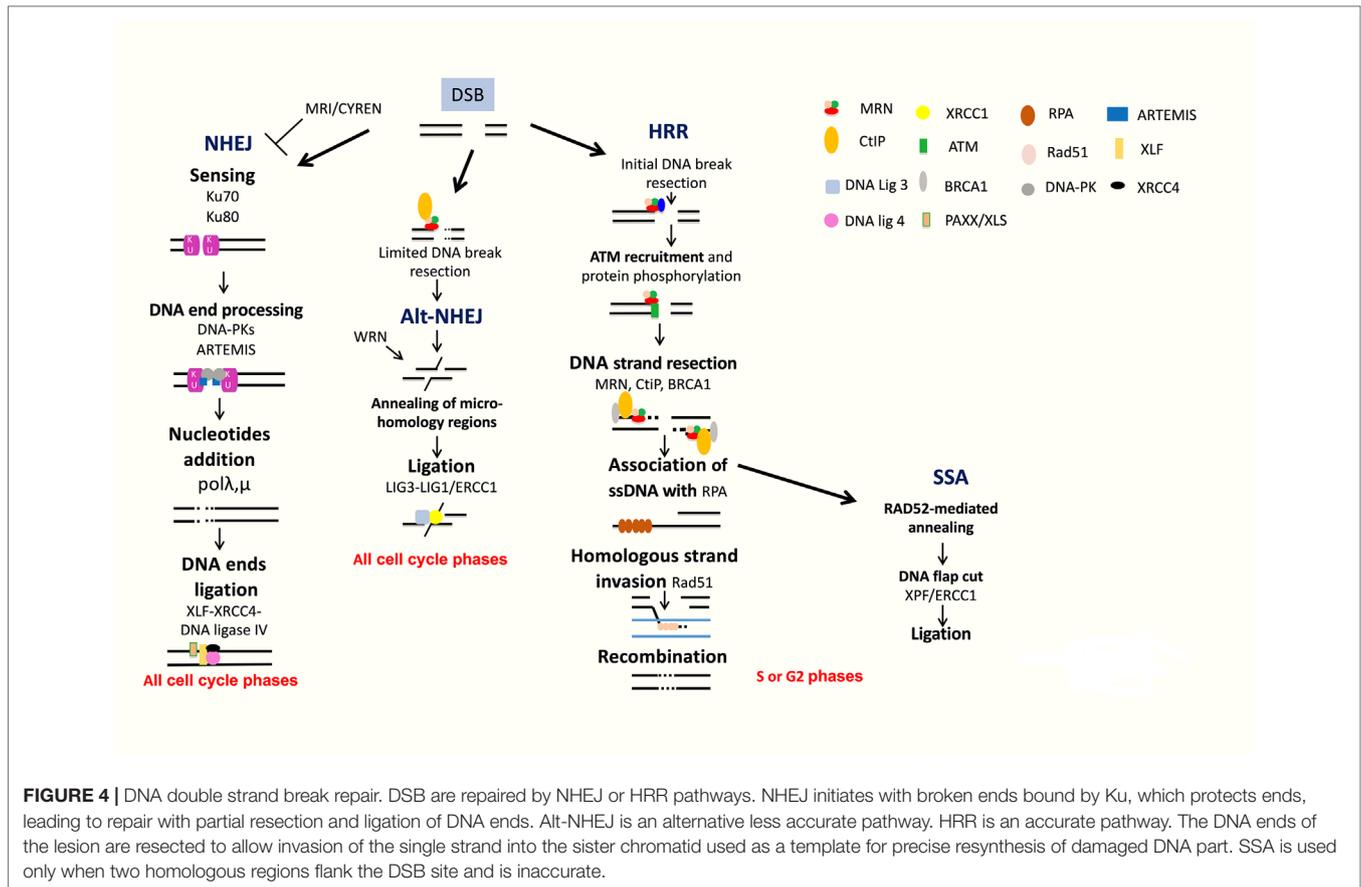 DSB
MRI/CYREN
NHEJ
Sensing
Ku70
Ku80
K
U
K
U
DNA end processing
DNA-PKs
ARTEMIS
K
U
K
U
Nucleotides
addition
polλ,μ
DNA ends
ligation
XLF-XRCC4-
DNA ligase IV
All cell cycle phases
Limited DNA break
resection
Alt-NHEJ
WRN
Annealing of micro-
homology regions
Ligation
LIG3-LIG1/ERCC1
All cell cycle phases
HRR
Initial DNA break
resection
ATM recruitment and
protein phosphorylation
DNA strand resection
MRN, CtiP, BRCA1
Association of
ssDNA with RPA
Homologous strand
invasion Rad51
Recombination
S or G2 phases
SSA
RAD52-mediated
annealing
DNA flap cut
XPF/ERCC1
Ligation
MRN
XRCC1
RPA
ARTEMIS
CtIP
ATM
Rad51
XLF
DNA Lig 3
BRCA1
DNA-PK
XRCC4
DNA lig 4
PAXX/XLS
FIGURE 4 | DNA double strand break repair. DSB are repaired by NHEJ or HRR pathways. NHEJ initiates with broken ends bound by Ku, which protects ends,
leading to repair with partial resection and ligation of DNA ends. Alt-NHEJ is an alternative less accurate pathway. HRR is an accurate pathway. The DNA ends of
the lesion are resected to allow invasion of the single strand into the sister chromatid used as a template for precise resynthesis of damaged DNA part. SSA is used
only when two homologous regions flank the DSB site and is inaccurate.